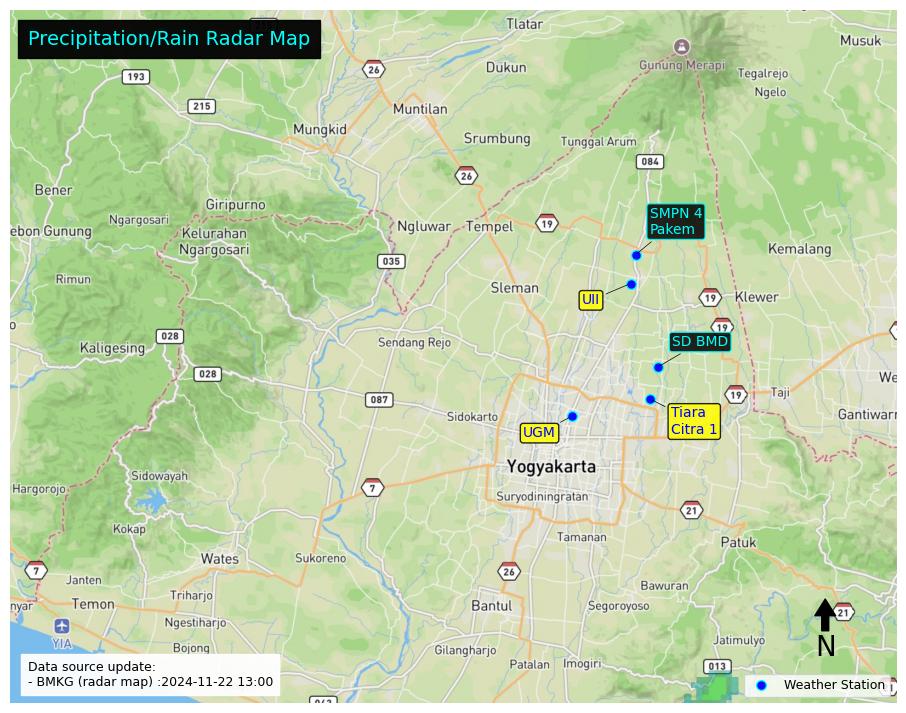 Precipitation/Rain Radar Map
Tlatar
Musuk
26
193
Dukun
Gunung Merapi
Tegalrejo
Ngelo
215
Muntilan
Mungkid
Srumbung
Tunggal Arum
084
26
Bener
Giripurno
SMPN 4
Pakem
Ngargosari
ebon Gunung
Kelurahan
Ngargosari
Ngluwar
Tempel
19
Kemalang
035
Rimun
Sleman
UII
19
Klewer
19
028
Kaligesing
Sendang Rejo
SD BMD
028
We
087
19
Taji
Sidokarto
Tiara
Citra 1
Gantiwarn
UGM
Yogyakarta
Sidowayah
Hargorojo
7
Suryodiningratan
21
Kokap
Tamanan
Patuk
Wates
Sukoreno
7
26
Janten
Bawuran
Triharjo
nyar
Temon
Bantul
Segoroyoso
21
Ngestiharjo
N
YIA
Bojong
Gilangharjo
Jatimulyo
Patalan
Imogiri
013
Data source update:
- BMKG (radar map) :2024-11-22 13:00
Weather Station